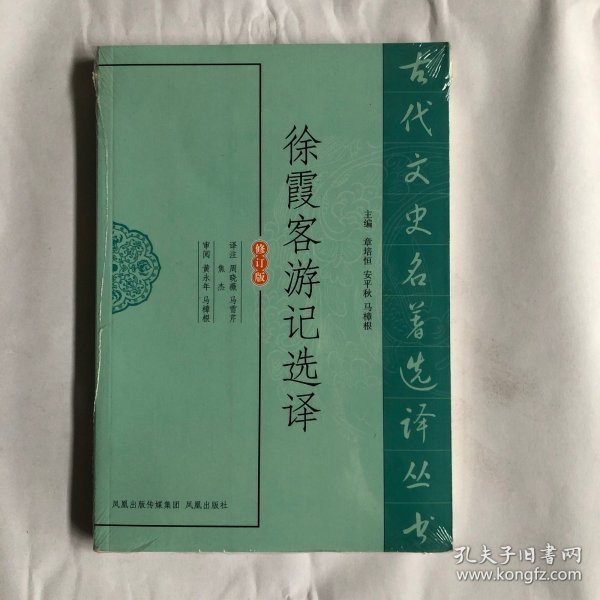 古代文史名著选译丛书
主编 章培恒 安平秋 马樟根
徐霞客游记选译
修订版
译注 周晓薇 马雪芹
焦杰
审阅 黄永年 马樟根
凤凰出版传媒集团 凤凰出版社
孔夫子旧书网
www.kongfz.com